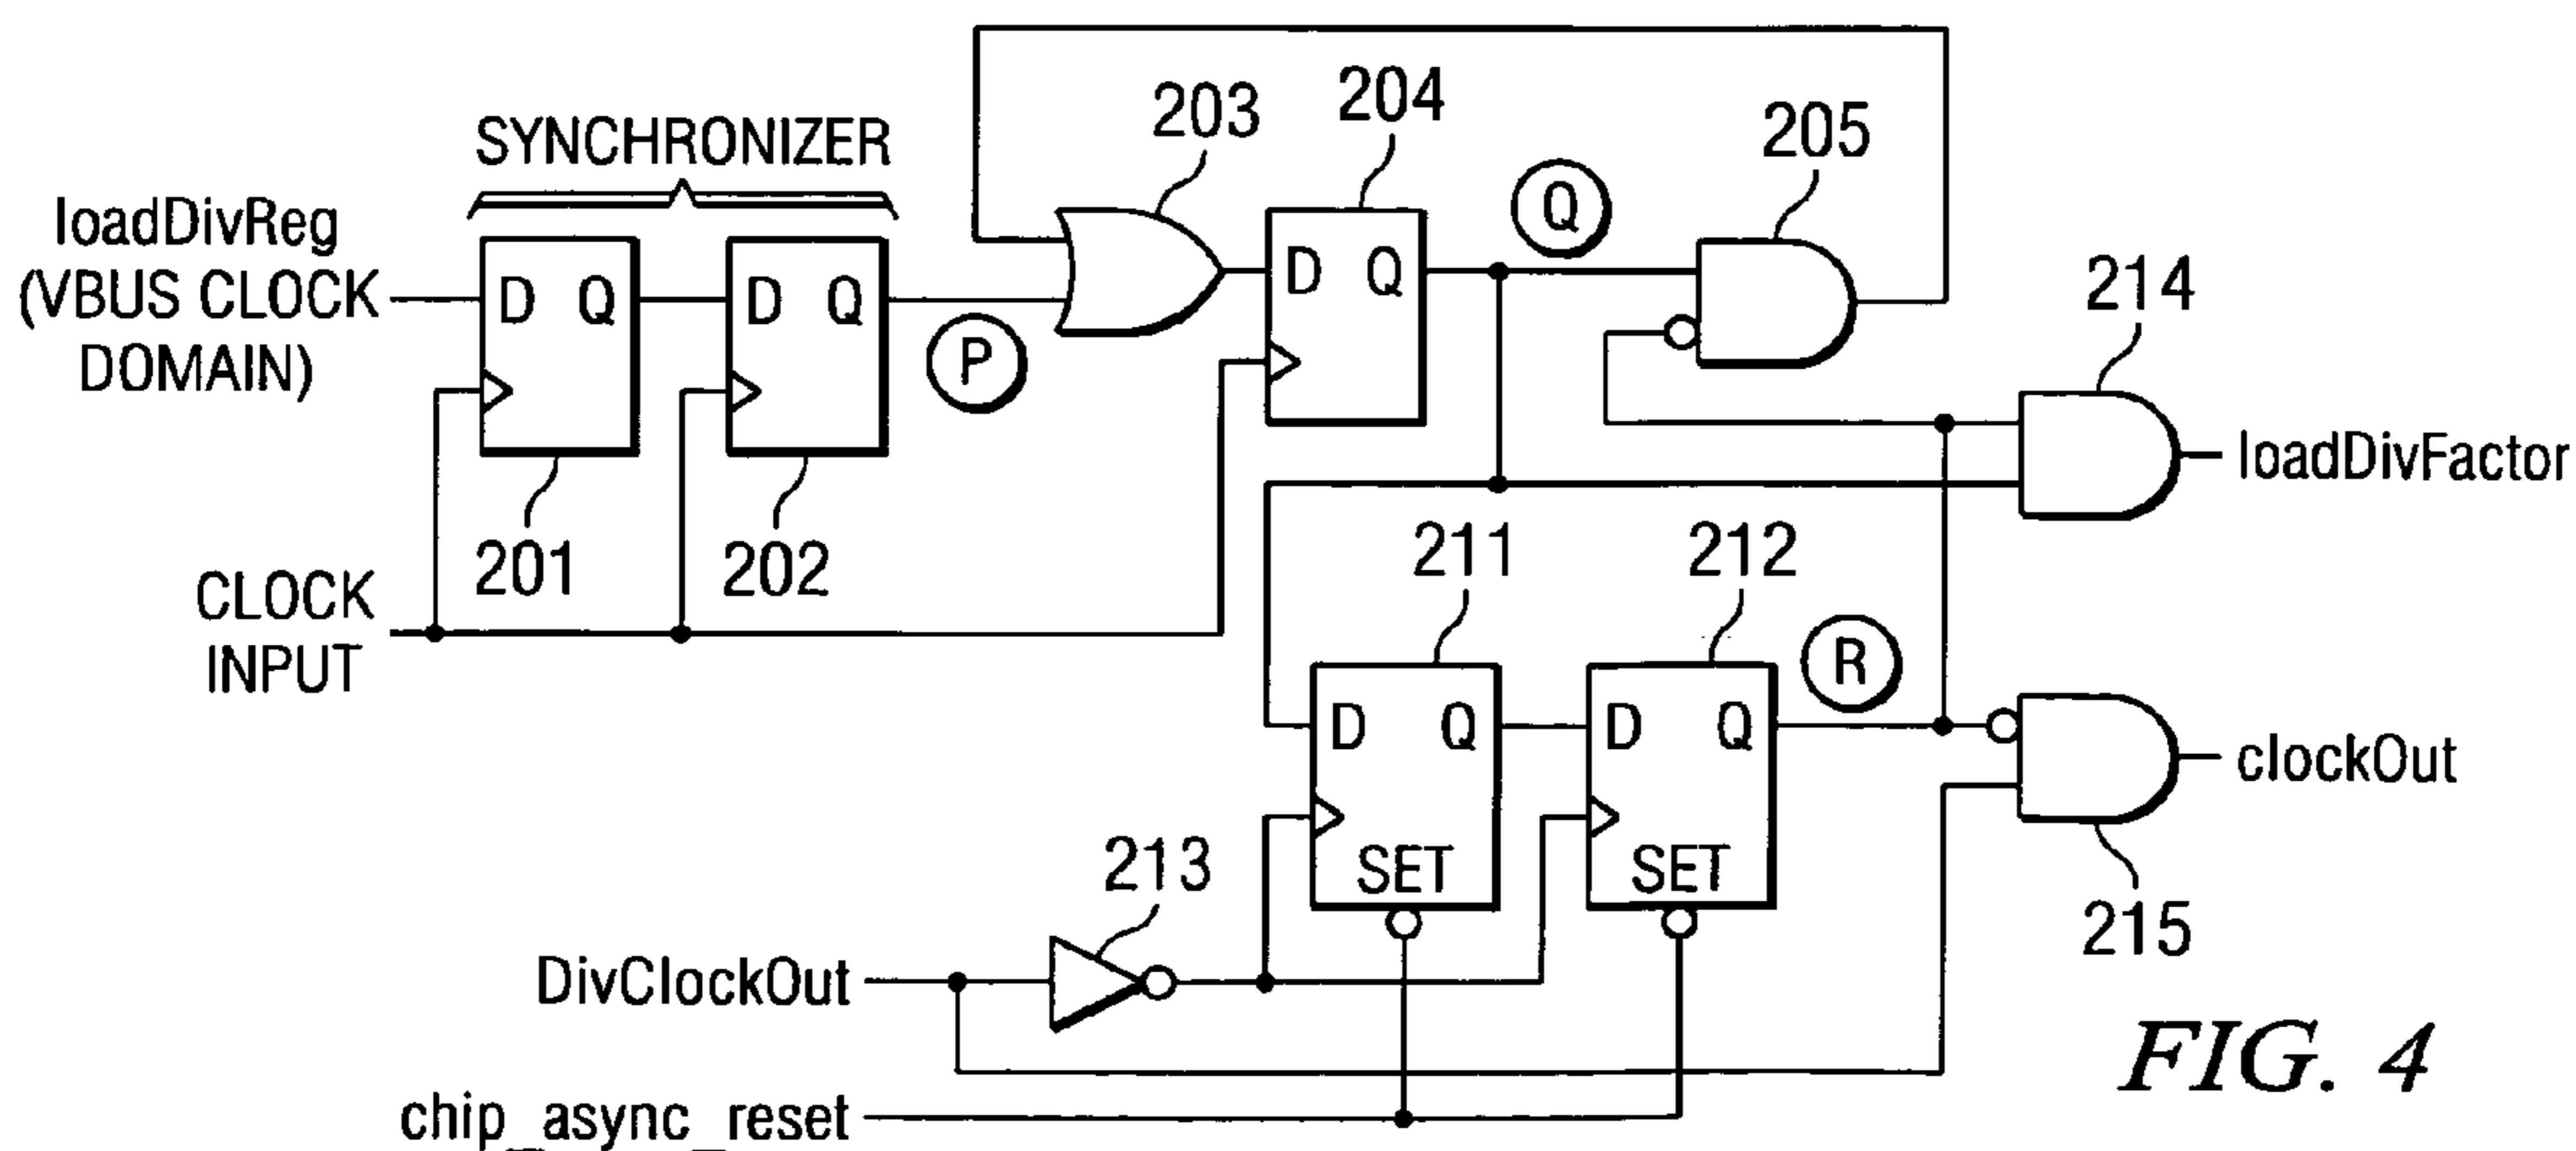 203
204
205
SYNCHRONIZER
loadDivReg
(VBUS CLOCK
DOMAIN)
D Q
D Q
P
D Q
Q
214
loadDivFactor
201
202
CLOCK
INPUT
211
212
R
D Q
SET
D Q
SET
clockOut
215
213
DivClockOut
chip_async_reset
FIG. 4